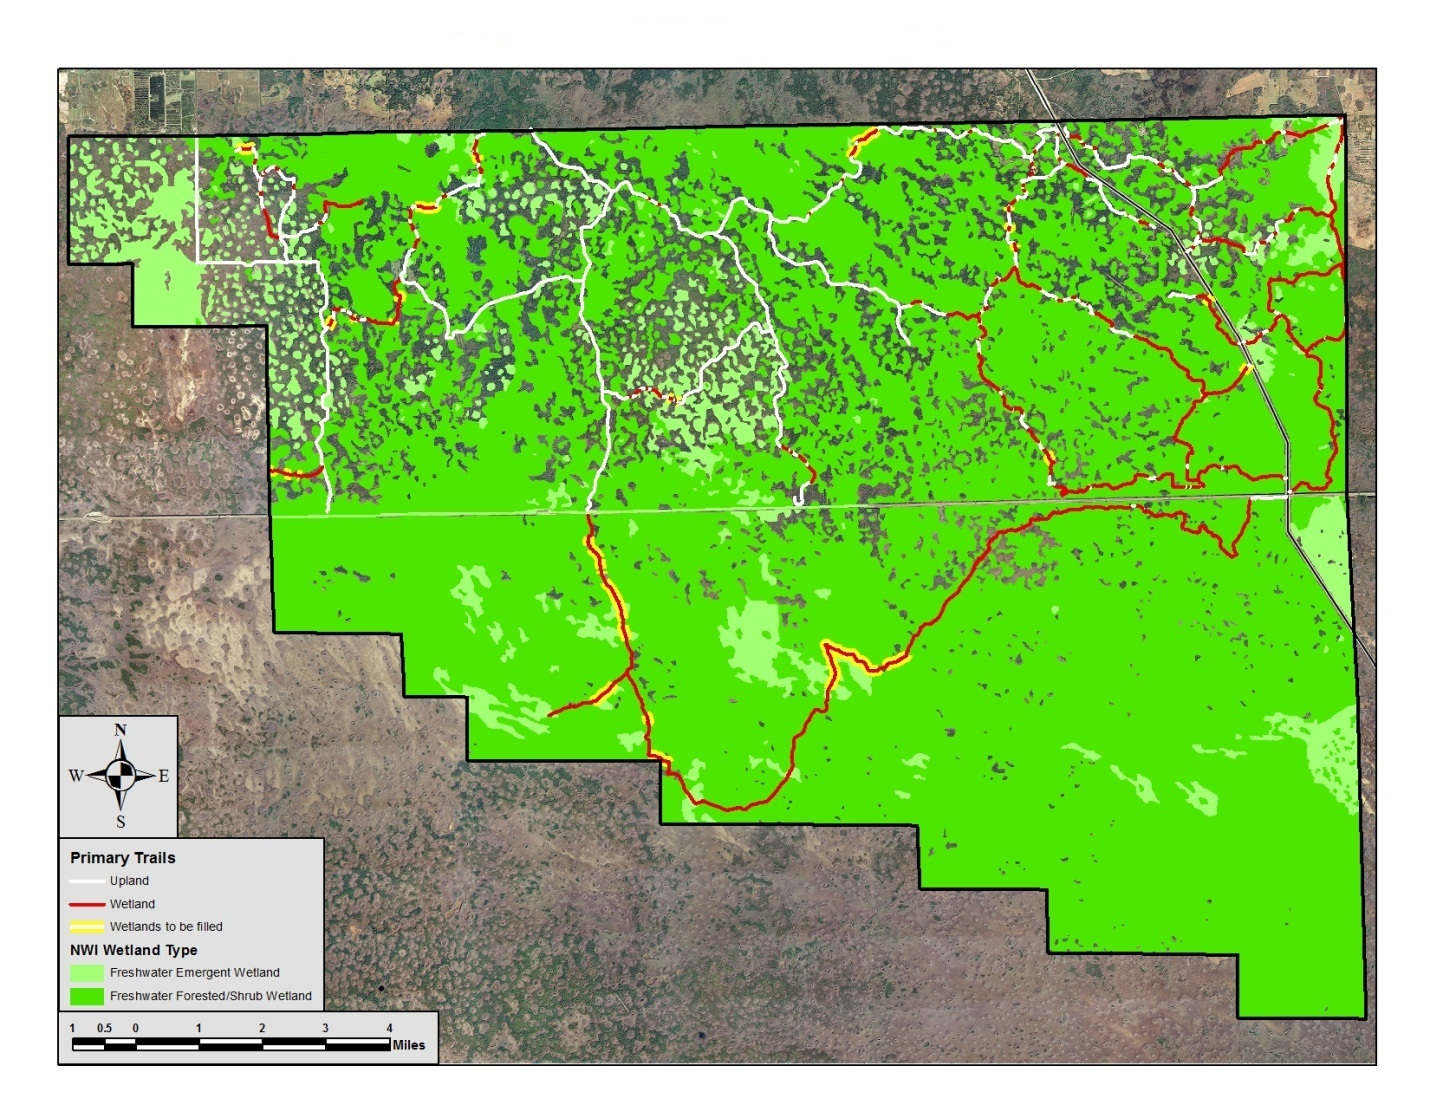 N
W E
S
Primary Trails
Upland
Wetland
Wetlands to be filled
NWI Wetland Type
Freshwater Emergent Wetland
Freshwater Forested/Shrub Wetland
1 0.5 0 1 2 3 4
Miles